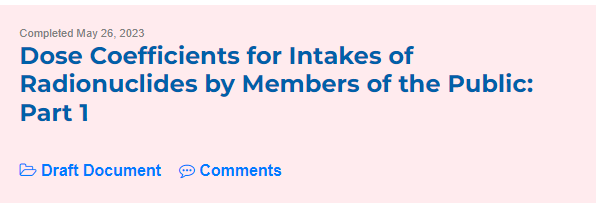 Completed May 26, 2023
Dose Coefficients for Intakes of
Radionuclides by Members of the Public:
Part 1
Draft Document Comments